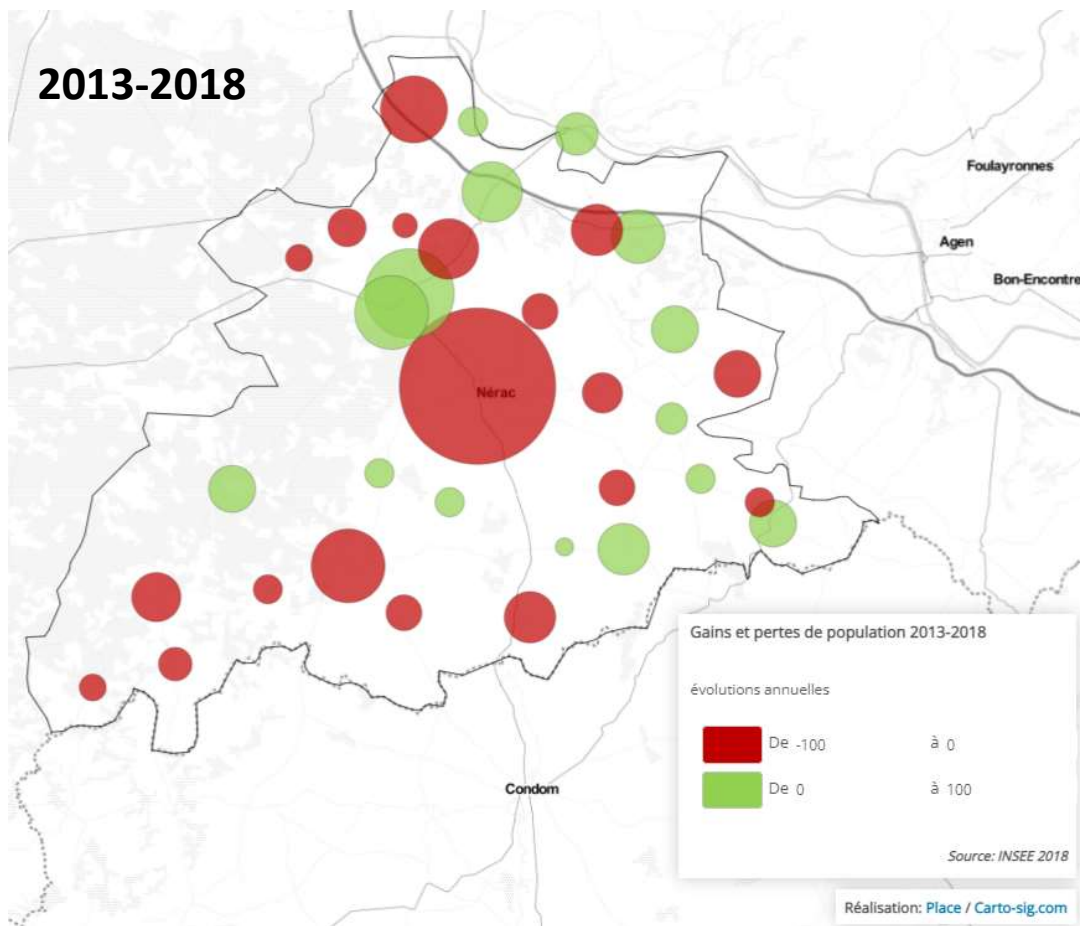 2013-2018
Foulayronnes
Agen
Bon-Encontre
Nérac
Condom
Gains et pertes de population 2013-2018
évolutions annuelles
De -100 à 0
De 0 à 100
Source: INSEE 2018
Réalisation: Place / Carto-sig.com